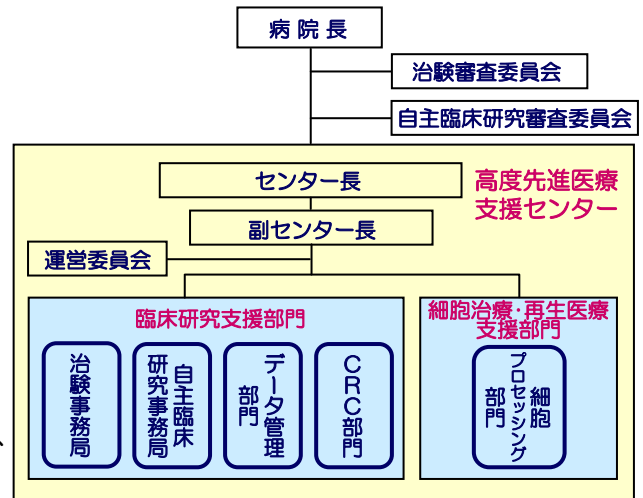 病院長
治験審査委員会
自主臨床研究審査委員会
センター長
高度先進医療
支援センター
副センター長
運営委員会
臨床研究支援部門
細胞治療・再生医療
支援部門
治験事務局
自主臨床
研究事務局
データ管理
部門
CRC部門
細胞
プロセッシング
部門
、